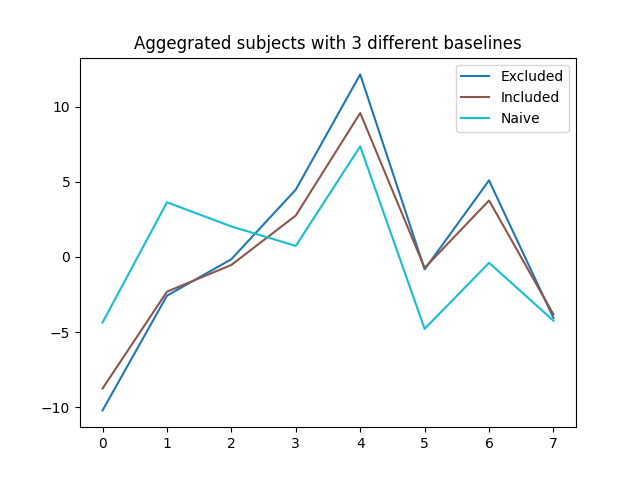 Aggegrated subjects with 3 different baselines
Excluded
Included
Naive
10
5
0
−5
−10
0 1 2 3 4 5 6 7